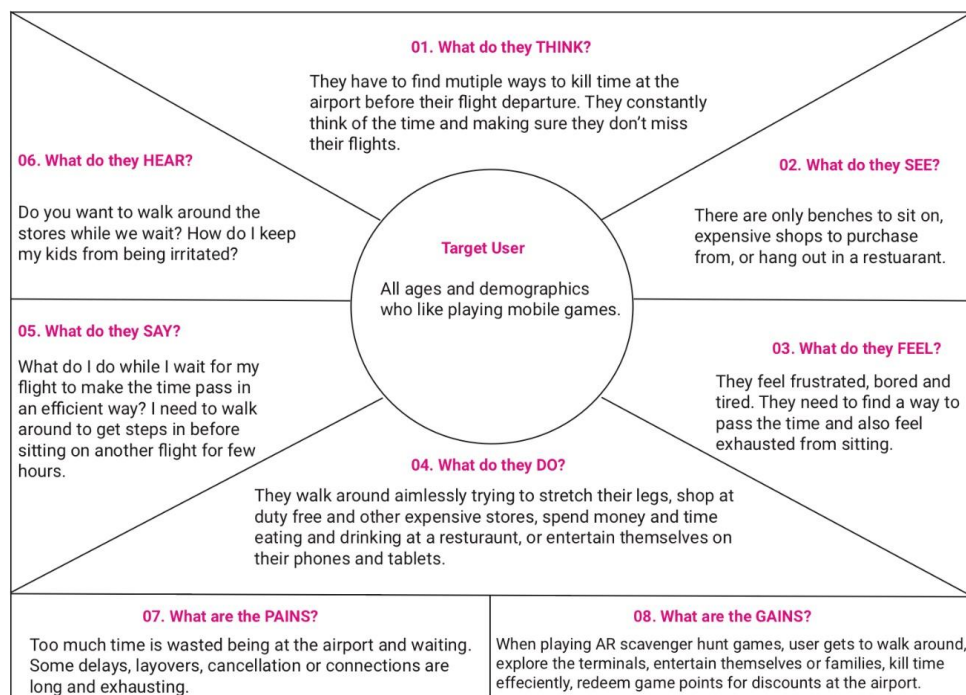 01. What do they THINK?
They have to find mutiple ways to kill time at the
airport before their flight departure. They constantly
think of the time and making sure they don’t miss
their flights.
02. What do they SEE?
There are only benches to sit on,
expensive shops to purchase
from, or hang out in a restuarant.
03. What do they FEEL?
They feel frustrated, bored and
tired. They need to find a way to
pass the time and also feel
exhausted from sitting.
04. What do they DO?
They walk around aimlessly trying to stretch their legs, shop at
duty free and other expensive stores, spend money and time
eating and drinking at a resturaunt, or entertain themselves on
their phones and tablets.
05. What do they SAY?
What do I do while I wait for my
flight to make the time pass in
an efficient way? I need to walk
around to get steps in before
sitting on another flight for few
hours.
06. What do they HEAR?
Do you want to walk around the
stores while we wait? How do I keep
my kids from being irritated?
Target User
All ages and demographics
who like playing mobile games.
07. What are the PAINS?
Too much time is wasted being at the airport and waiting.
Some delays, layovers, cancellation or connections are
long and exhausting.
08. What are the GAINS?
When playing AR scavenger hunt games, user gets to walk around,
explore the terminals, entertain themselves or families, kill time
effeciently, redeem game points for discounts at the airport.